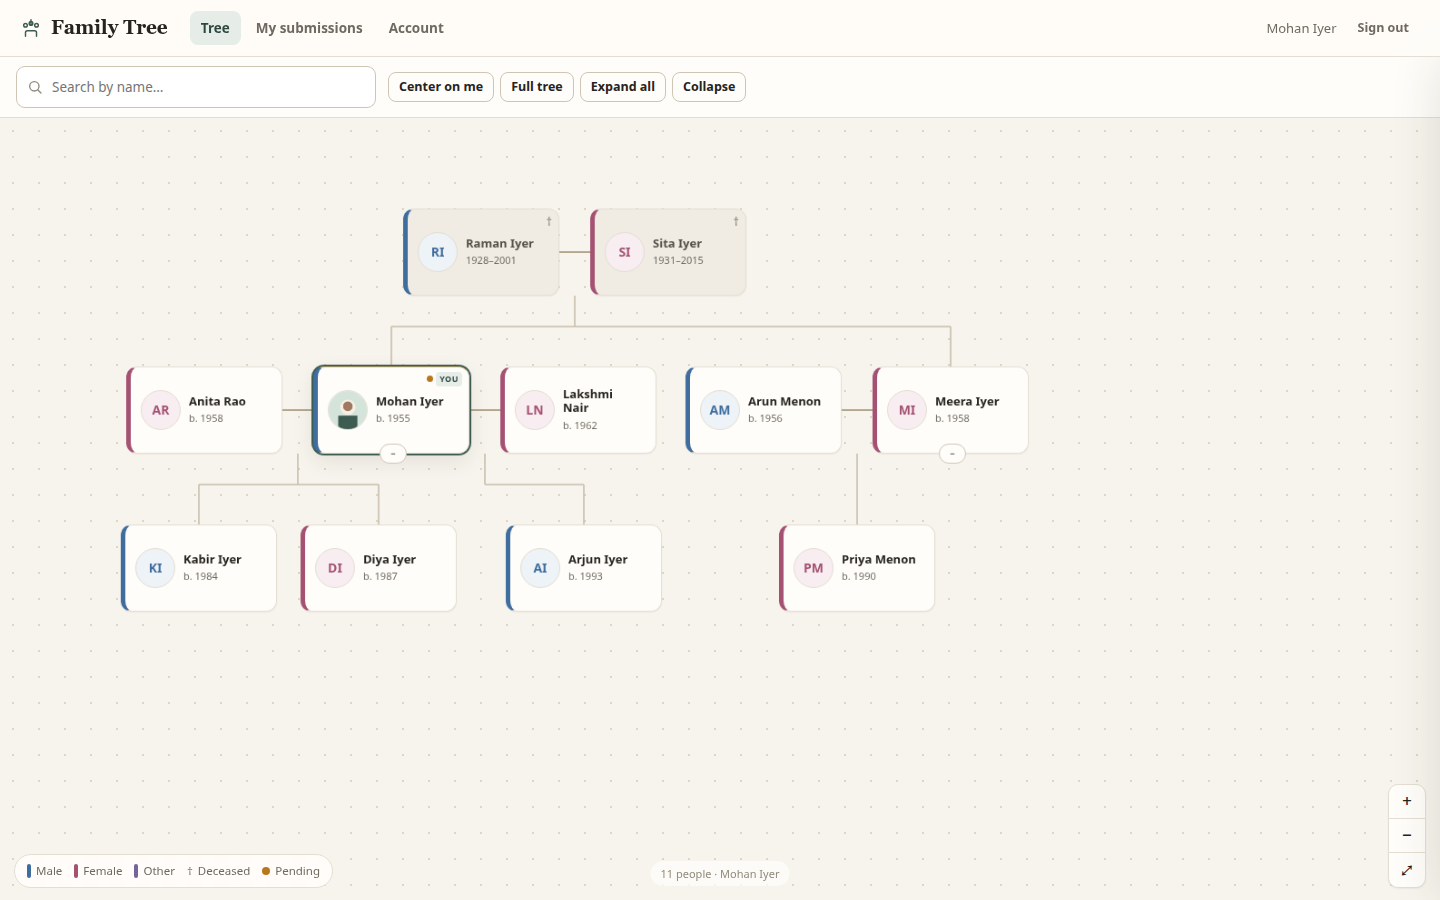 Family Tree
Tree
My submissions
Account
Mohan Iyer
Sign out
Search by name...
Center on me
Full tree
Expand all
Collapse
†
RI
Raman Iyer
1928–2001
†
SI
Sita Iyer
1931–2015
AR
Anita Rao
b. 1958
YOU
Mohan Iyer
b. 1955
–
LN
Lakshmi
Nair
b. 1962
AM
Arun Menon
b. 1956
MI
Meera Iyer
b. 1958
–
KI
Kabir Iyer
b. 1984
DI
Diya Iyer
b. 1987
AI
Arjun Iyer
b. 1993
PM
Priya Menon
b. 1990
+
−
⤢
Male
Female
Other
† Deceased
Pending
11 people · Mohan Iyer